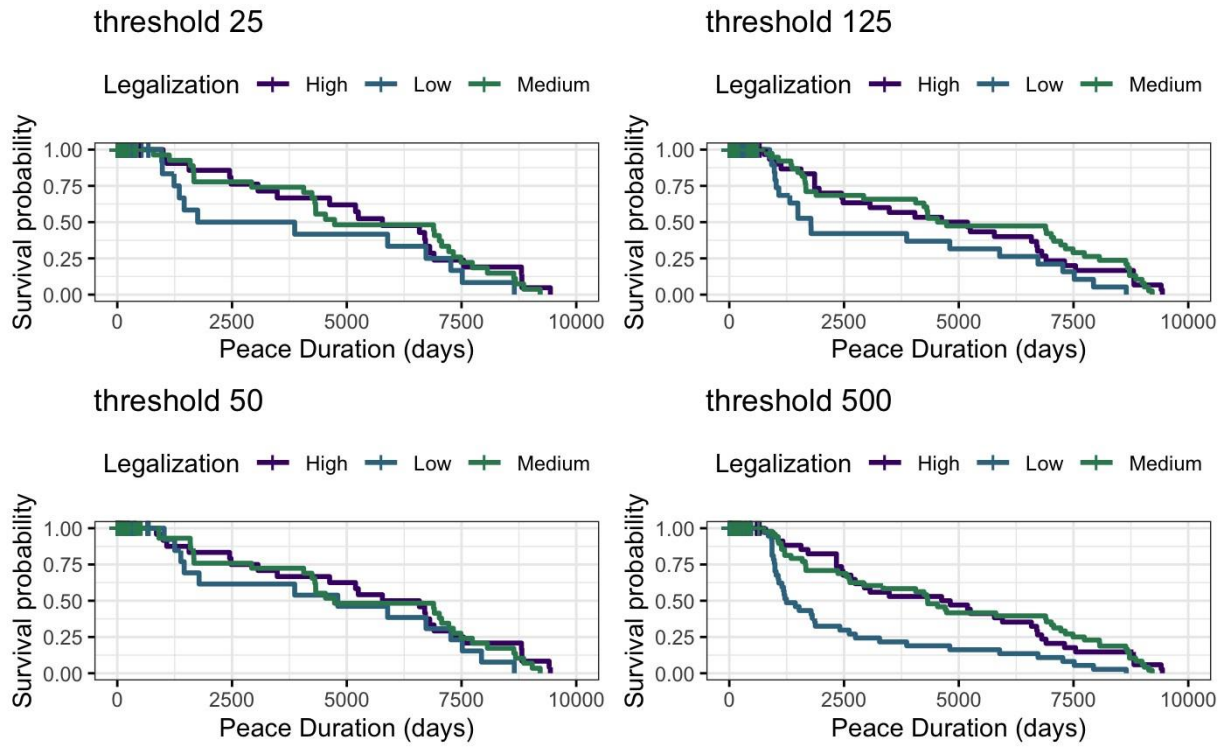 threshold 25
Legalization High Low Medium
Survival probability
1.00
0.75
0.50
0.25
0.00
0 2500 5000 7500 10000
Peace Duration (days)
threshold 125
Legalization High Low Medium
Survival probability
1.00
0.75
0.50
0.25
0.00
0 2500 5000 7500 10000
Peace Duration (days)
threshold 50
Legalization High Low Medium
Survival probability
1.00
0.75
0.50
0.25
0.00
0 2500 5000 7500 10000
Peace Duration (days)
threshold 500
Legalization High Low Medium
Survival probability
1.00
0.75
0.50
0.25
0.00
0 2500 5000 7500 10000
Peace Duration (days)